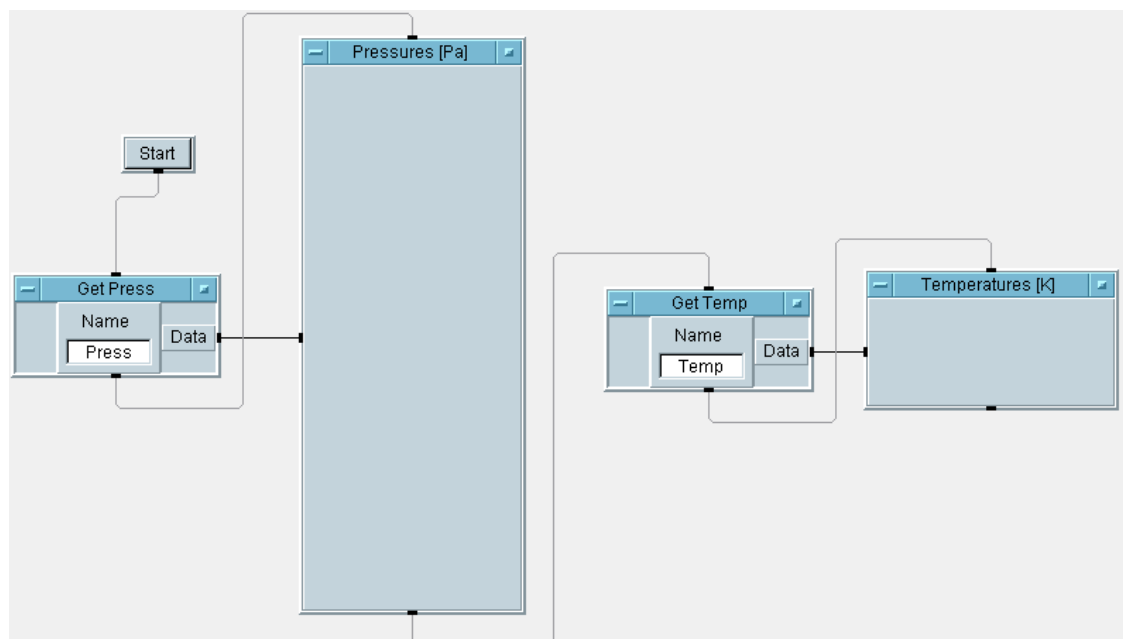 Pressures [Pa]
Start
Get Press
Name
Press
Data
Get Temp
Name
Temp
Data
Temperatures [K]